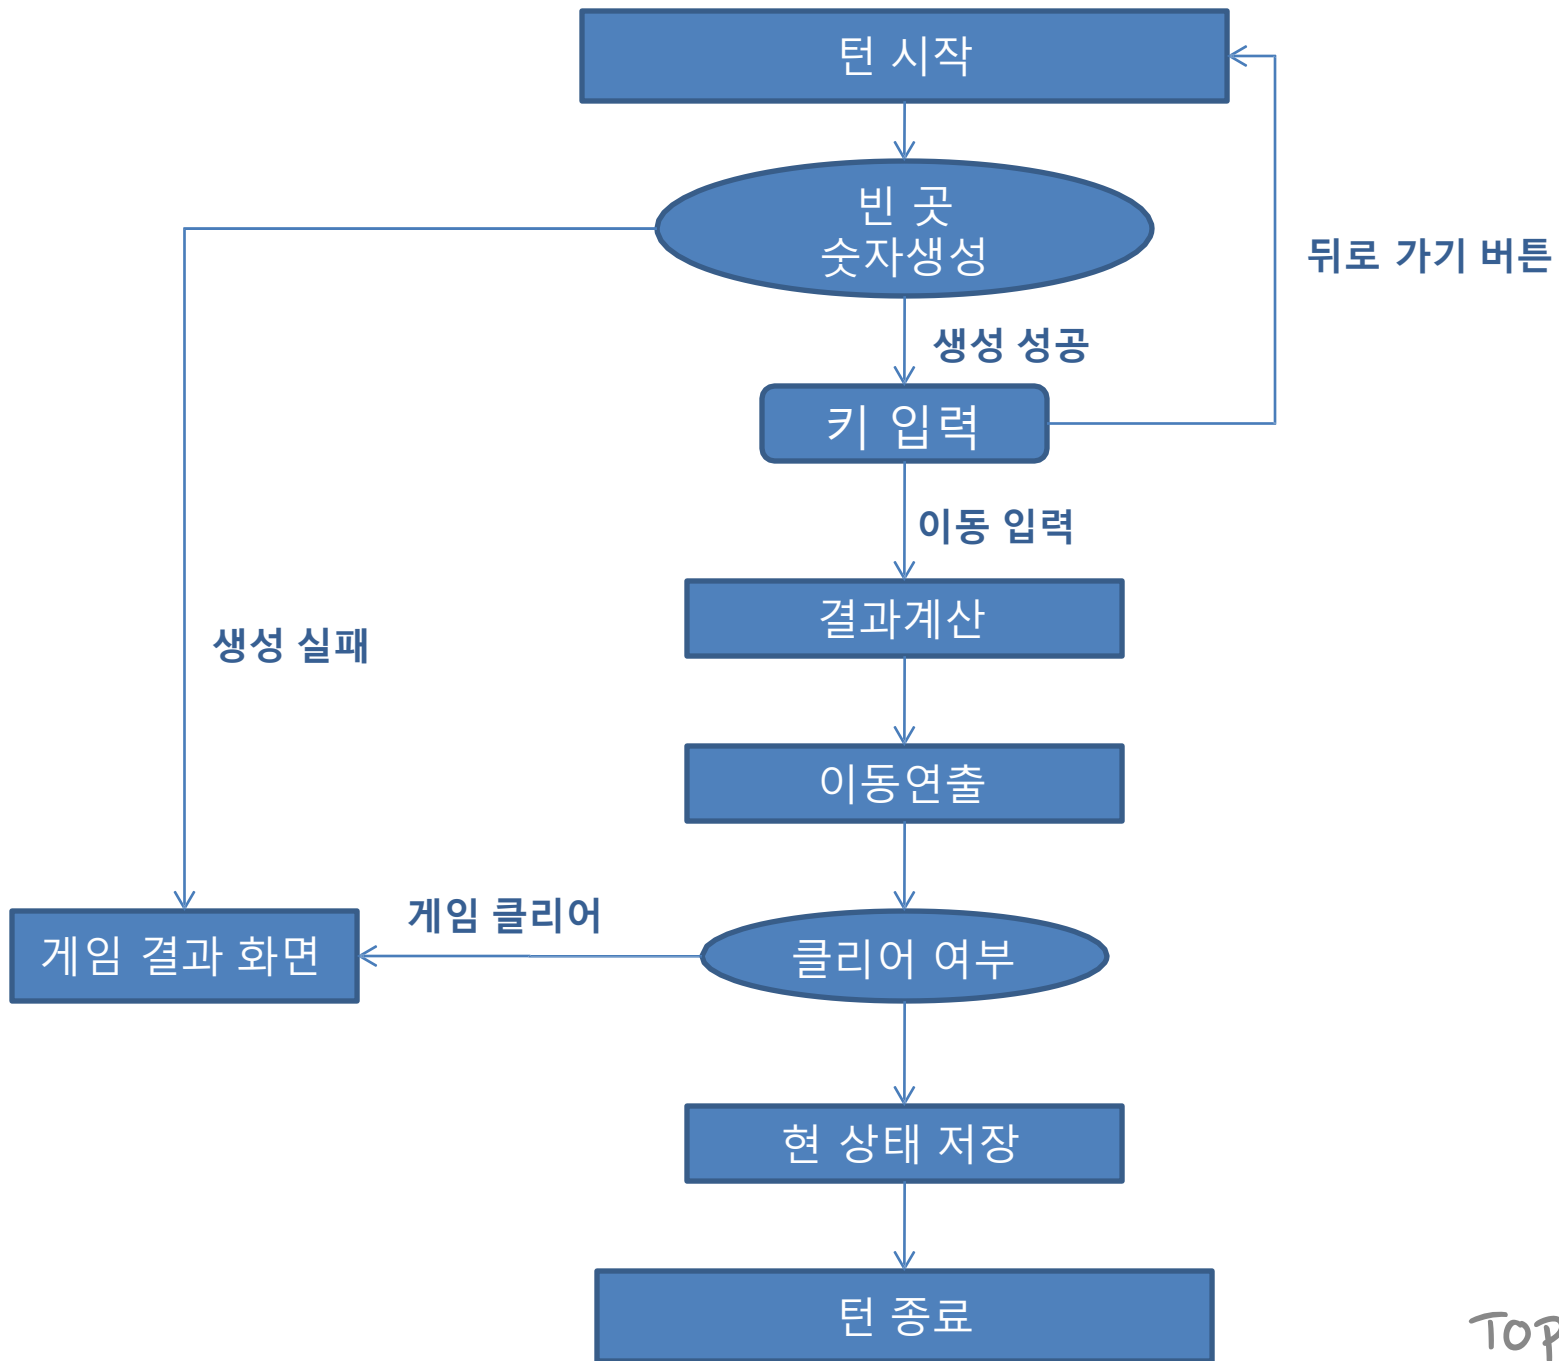 턴 시작
빈 곳
숫자생성
뒤로 가기 버튼
생성 성공
키 입력
이동 입력
결과계산
생성 실패
이동연출
게임 클리어
게임 결과 화면
클리어 여부
현 상태 저장
턴 종료
TOP